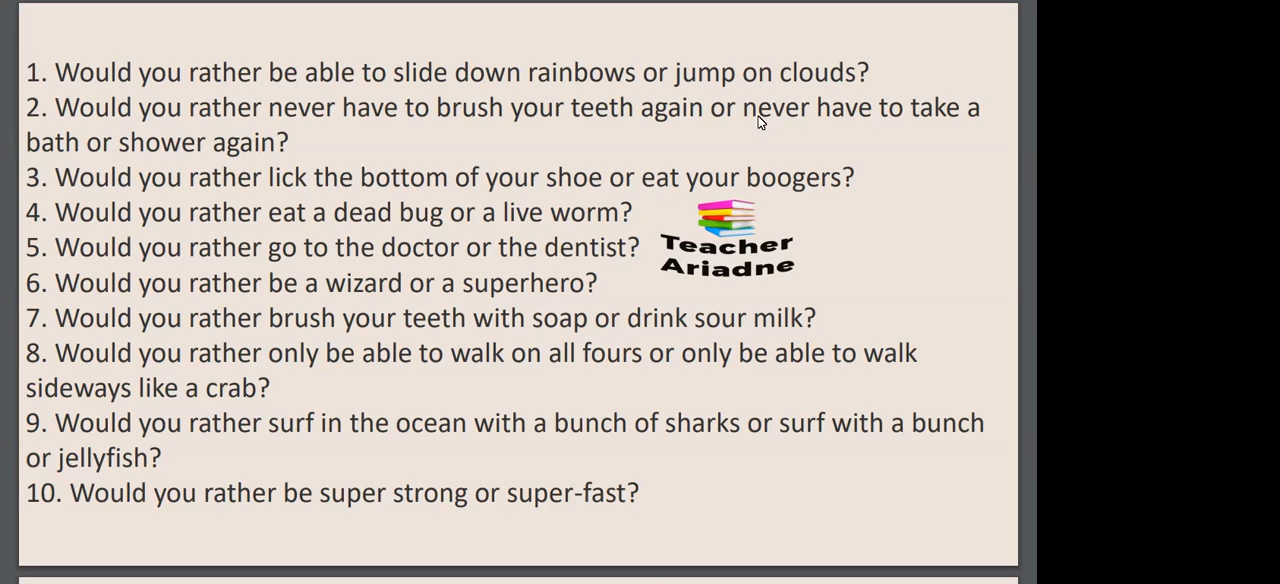 1. Would you rather be able to slide down rainbows or jump on clouds?
2. Would you rather never have to brush your teeth again or never have to take a
bath or shower again?
3. Would you rather lick the bottom of your shoe or eat your boogers?
4. Would you rather eat a dead bug or a live worm?
5. Would you rather go to the doctor or the dentist?
Teacher
Ariadne
6. Would you rather be a wizard or a superhero?
7. Would you rather brush your teeth with soap or drink sour milk?
8. Would you rather only be able to walk on all fours or only be able to walk
sideways like a crab?
9. Would you rather surf in the ocean with a bunch of sharks or surf with a bunch
or jellyfish?
10. Would you rather be super strong or super-fast?